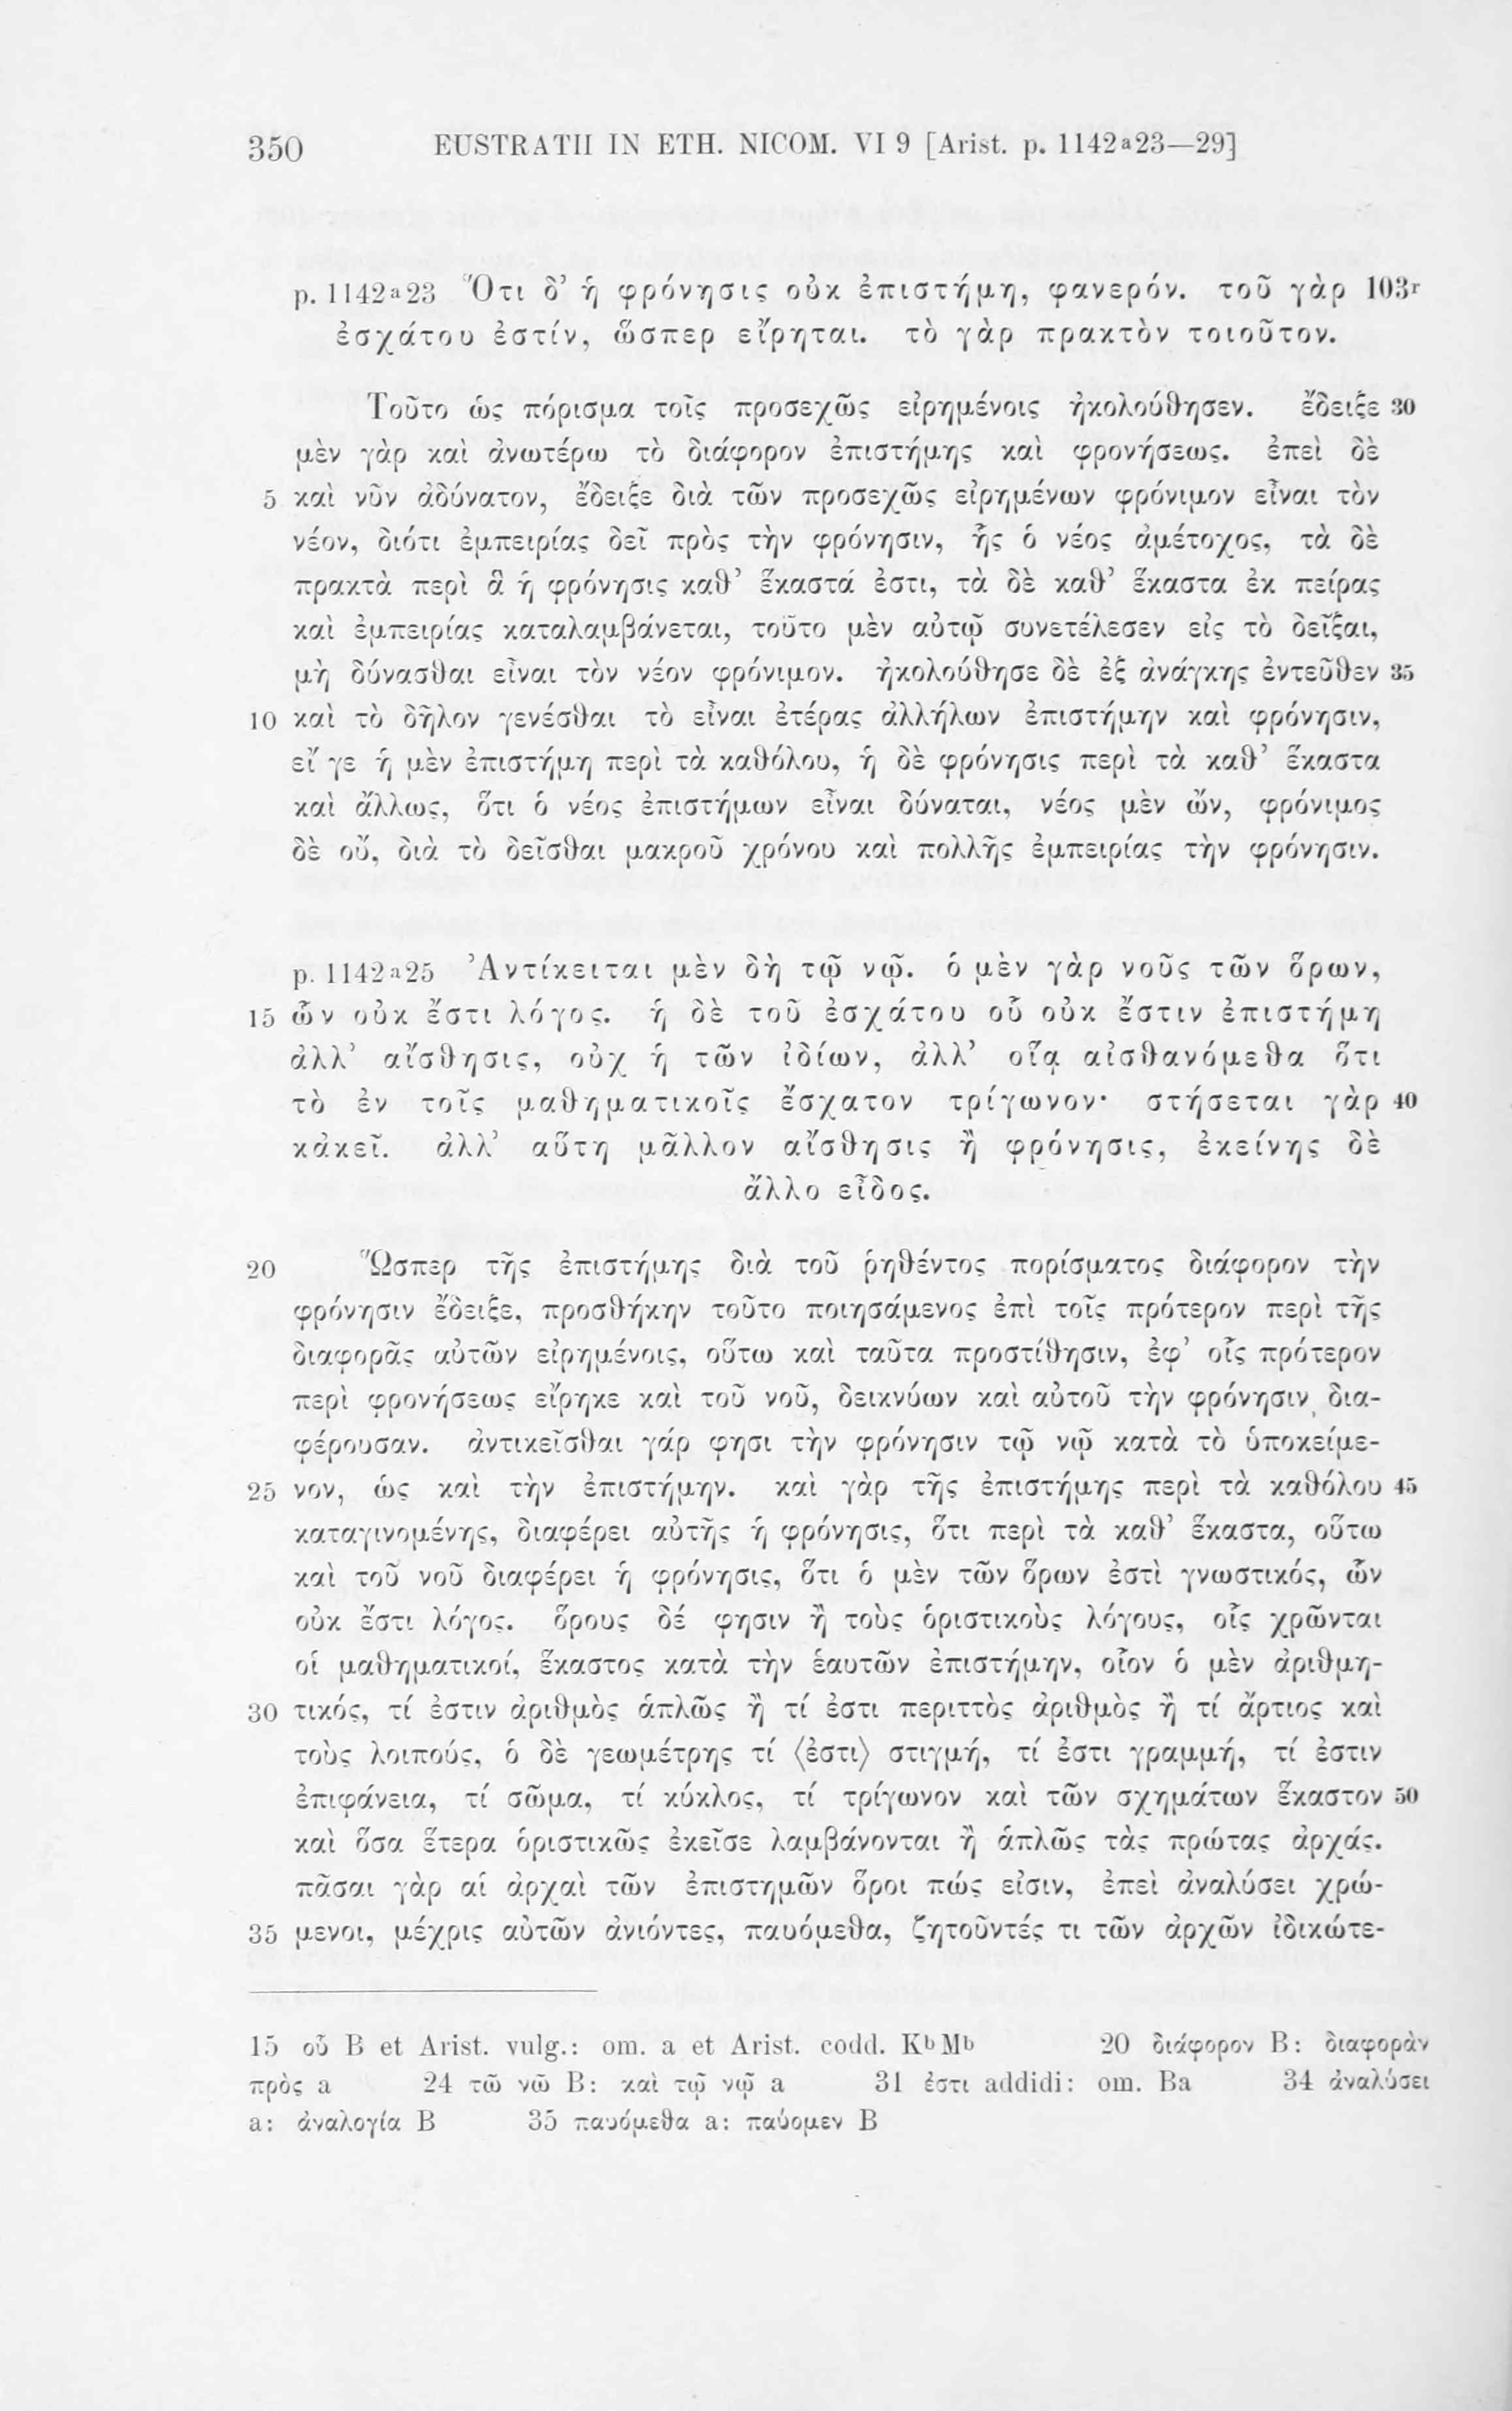 350 EUSTRATII IN ETH. NICOM. VI 9 [Arist. p. 1142a23—29]
p. 1142a23 Ὅτι δ’ ἡ φρόνησις οὐκ ἐπιστήμη, φανερόν. τοῦ γὰρ 103r
ἐσχάτου ἐστίν, ὥσπερ εἴρηται. τὸ γὰρ πρακτὸν τοιοῦτον.
Τοῦτο ὡς πόρισμα τοῖς προσεχῶς εἰρημένοις ἠκολούθησεν. ἔδειξε 30
μὲν γὰρ καὶ ἀνωτέρω τὸ διάφορον ἐπιστήμης καὶ φρονήσεως. ἐπεὶ δὲ
5 καὶ νῦν ἀδύνατον, ἔδειξε διὰ τῶν προσεχῶς εἰρημένων φρόνιμον εἶναι τὸν
νέον, διότι ἐμπειρίας δεῖ πρὸς τὴν φρόνησιν, ἧς ὁ νέος ἀμέτοχος, τὰ δὲ
πρακτὰ περὶ ἃ ἡ φρόνησις καθ’ ἕκαστά ἐστι, τὰ δὲ καθ’ ἕκαστα ἐκ πείρας
καὶ ἐμπειρίας καταλαμβάνεται, τοῦτο μὲν αὐτῷ συνετέλεσεν εἰς τὸ δεῖξαι,
μὴ δύνασθαι εἶναι τὸν νέον φρόνιμον. ἠκολούθησε δὲ ἐξ ἀνάγκης ἐντεῦθεν 35
10 καὶ τὸ δῆλον γενέσθαι τὸ εἶναι ἑτέρας ἀλλήλων ἐπιστήμην καὶ φρόνησιν,
εἴ γε ἡ μὲν ἐπιστήμη περὶ τὰ καθόλου, ἡ δὲ φρόνησις περὶ τὰ καθ’ ἕκαστα
καὶ ἄλλως, ὅτι ὁ νέος ἐπιστήμων εἶναι δύναται, νέος μὲν ὤν, φρόνιμος
δὲ οὔ, διὰ τὸ δεῖσθαι μακροῦ χρόνου καὶ πολλῆς ἐμπειρίας τὴν φρόνησιν.
p. 1142a25 Ἀντίκειται μὲν δὴ τῷ νῷ. ὁ μὲν γὰρ νοῦς τῶν ὅρων,
15 ὧν οὐκ ἔστι λόγος. ἡ δὲ τοῦ ἐσχάτου οὗ οὐκ ἔστιν ἐπιστήμη
ἀλλ’ αἴσθησις, οὐχ ἡ τῶν ἰδίων, ἀλλ’ οἵᾳ αἰσθανόμεθα ὅτι
τὸ ἐν τοῖς μαθηματικοῖς ἔσχατον τρίγωνον· στήσεται γὰρ 40
κἀκεῖ. ἀλλ’ αὕτη μᾶλλον αἴσθησις ἢ φρόνησις, ἐκείνης δὲ
ἄλλο εἶδος.
20 Ὥσπερ τῆς ἐπιστήμης διὰ τοῦ ῥηθέντος πορίσματος διάφορον τὴν
φρόνησιν ἔδειξε, προσθήκην τοῦτο ποιησάμενος ἐπὶ τοῖς πρότερον περὶ τῆς
διαφορᾶς αὐτῶν εἰρημένοις, οὕτω καὶ ταῦτα προστίθησιν, ἐφ’ οἷς πρότερον
περὶ φρονήσεως εἴρηκε καὶ τοῦ νοῦ, δεικνύων καὶ αὐτοῦ τὴν φρόνησιν δια-
φέρουσαν. ἀντικεῖσθαι γάρ φησι τὴν φρόνησιν τῷ νῷ κατὰ τὸ ὑποκείμε-
25 νον, ὡς καὶ τὴν ἐπιστήμην. καὶ γὰρ τῆς ἐπιστήμης περὶ τὰ καθόλου 45
καταγινομένης, διαφέρει αὐτῆς ἡ φρόνησις, ὅτι περὶ τὰ καθ’ ἕκαστα, οὕτω
καὶ τοῦ νοῦ διαφέρει ἡ φρόνησις, ὅτι ὁ μὲν τῶν ὅρων ἐστὶ γνωστικός, ὧν
οὐκ ἔστι λόγος. ὅρους δέ φησιν ἢ τοὺς ὁριστικοὺς λόγους, οἷς χρῶνται
οἱ μαθηματικοί, ἕκαστος κατὰ τὴν ἑαυτῶν ἐπιστήμην, οἷον ὁ μὲν ἀριθμη-
30 τικός, τί ἐστιν ἀριθμὸς ἁπλῶς ἢ τί ἐστι περιττὸς ἀριθμὸς ἢ τί ἄρτιος καὶ
τοὺς λοιπούς, ὁ δὲ γεωμέτρης τί ⟨ἐστι⟩ στιγμή, τί ἐστι γραμμή, τί ἐστιν
ἐπιφάνεια, τί σῶμα, τί κύκλος, τί τρίγωνον καὶ τῶν σχημάτων ἕκαστον 50
καὶ ὅσα ἕτερα ὁριστικῶς ἐκεῖσε λαμβάνονται ἢ ἁπλῶς τὰς πρώτας ἀρχάς.
πᾶσαι γὰρ αἱ ἀρχαὶ τῶν ἐπιστημῶν ὅροι πώς εἰσιν, ἐπεὶ ἀναλύσει χρώ-
35 μενοι, μέχρις αὐτῶν ἀνιόντες, παυόμεθα, ζητοῦντές τι τῶν ἀρχῶν ἰδικώτε-
15 οὗ B et Arist. vulg.: om. a et Arist. codd. Kb Mb 20 διάφορον B: διαφορὰν
πρὸς a 24 τῶ νῶ B: καὶ τῷ νῷ a 31 ἐστι addidi: om. Ba 34 ἀναλύσει
a: ἀναλογία B 35 παυόμεθα a: παύομεν B